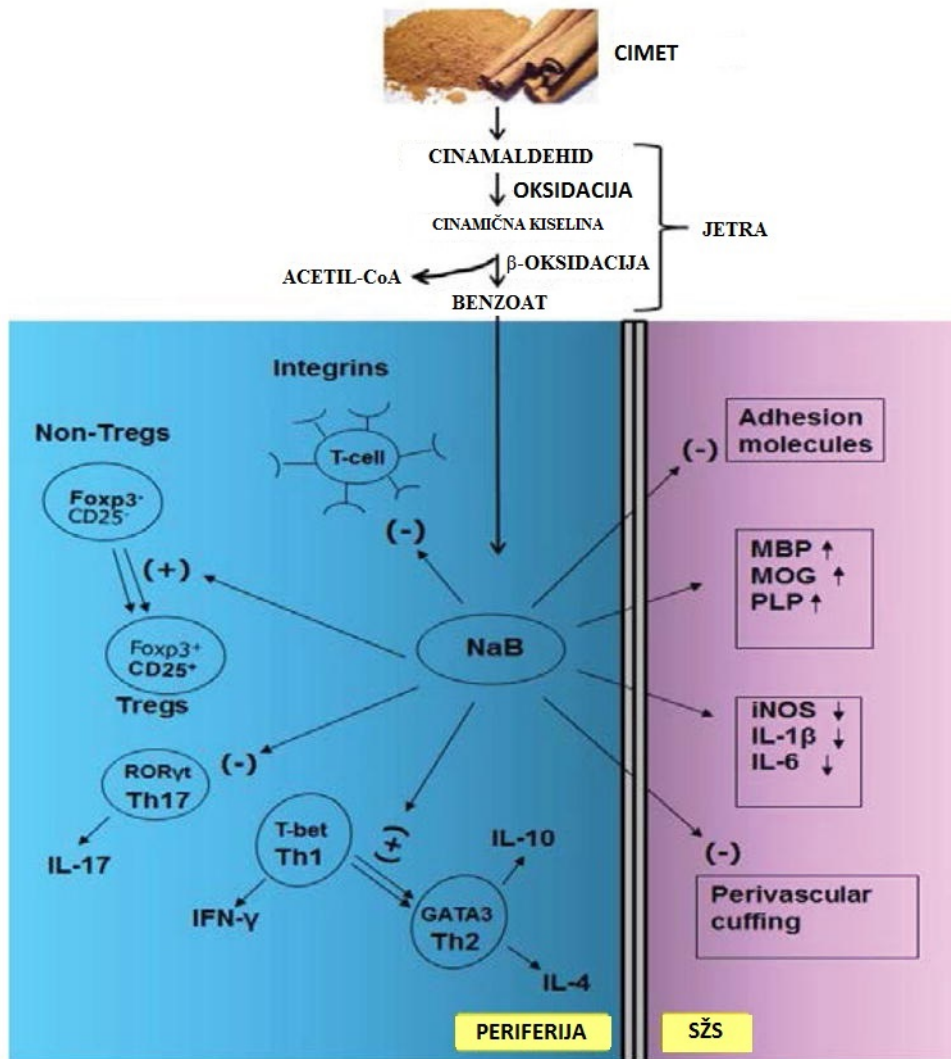 CIMET
CINAMALDEHID
OKSIDACIJA
CINAMIČNA KISELINA
JETRA
β-OKSIDACIJA
ACETIL-CoA
BENZOAT
Integrins
T-cell
(-)
Non-Tregs
Foxp3-
CD25-
(+)
Foxp3+
CD25+
Tregs
NaB
(-)
RORγt
Th17
IL-17
T-bet
Th1
(+)
IFN-γ
GATA3
Th2
IL-10
IL-4
(-)
Adhesion
molecules
MBP ↑
MOG ↑
PLP ↑
iNOS ↓
IL-1β ↓
IL-6 ↓
(-)
Perivascular
cuffing
PERIFERIJA
SŽS